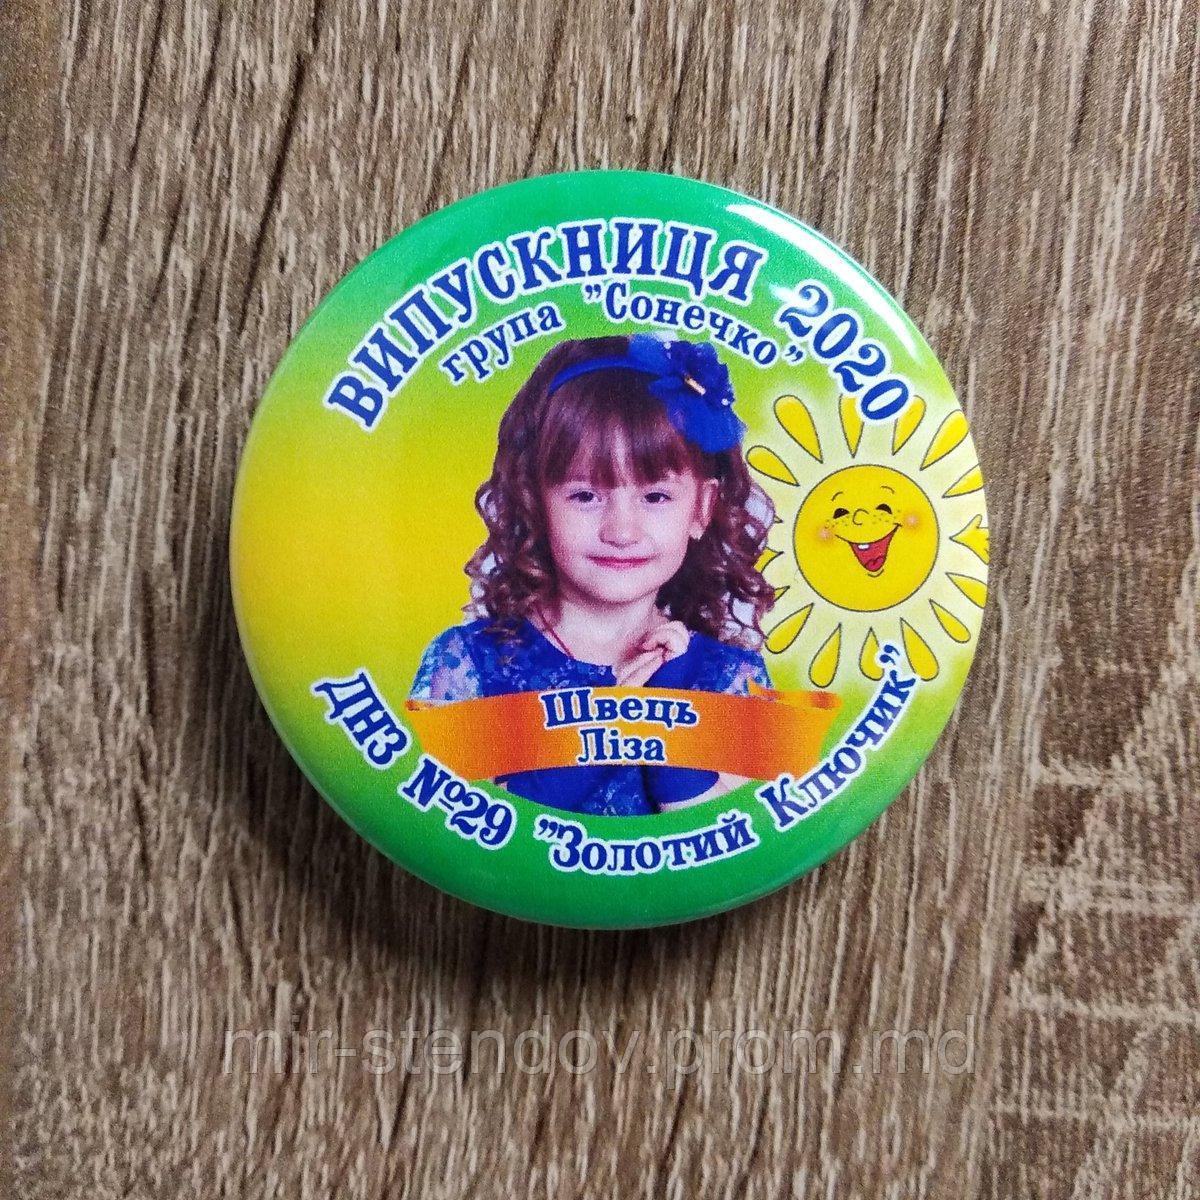 ВИПУСКНИЦЯ 2020
група "Сонечко"
Швець
Ліза
ДНЗ №29 "Золотий Ключик"
mir-stendov.prom.md